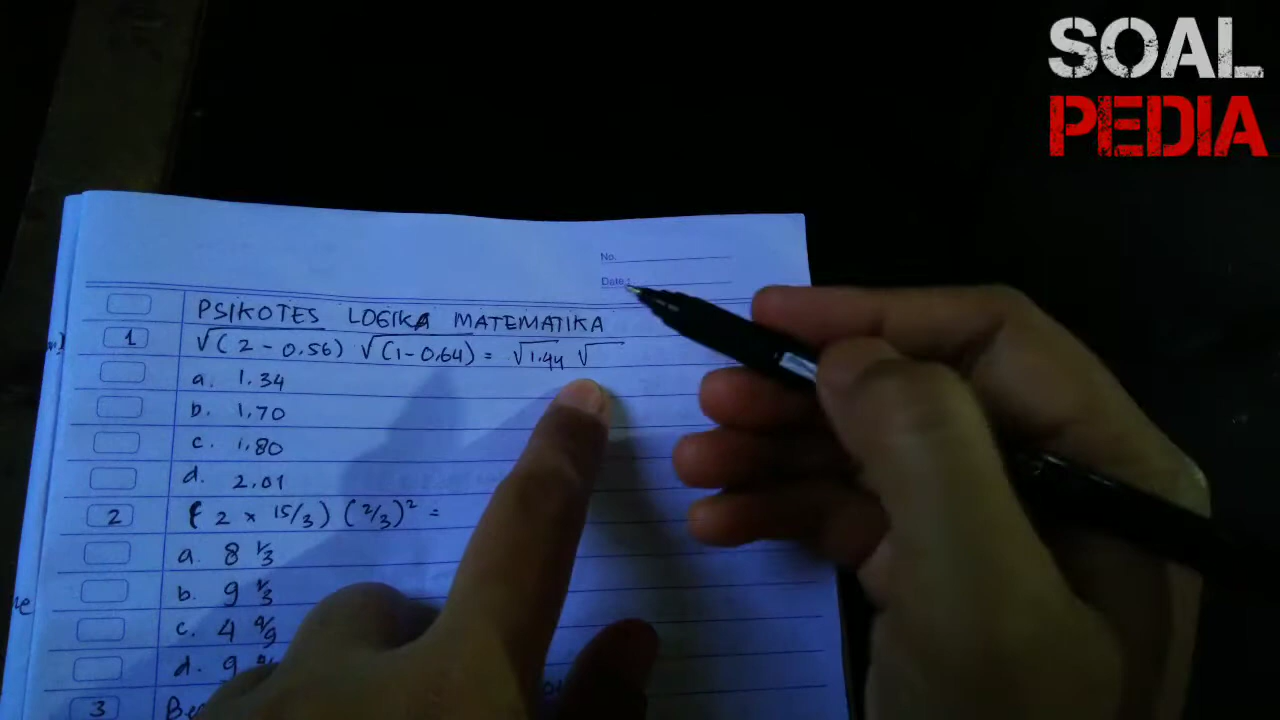 SOAL
PEDIA
No.
Date :
PSIKOTES LOGIKA MATEMATIKA
1 √(2-0.56) √(1-0.64) = √1.44 √
a. 1.34
b. 1.70
c. 1.80
d. 2.01
2 (2 × 15/3) (2/3)² =
a. 8 1/3
b. 9 1/3
c. 4 4/9
d. 9
3